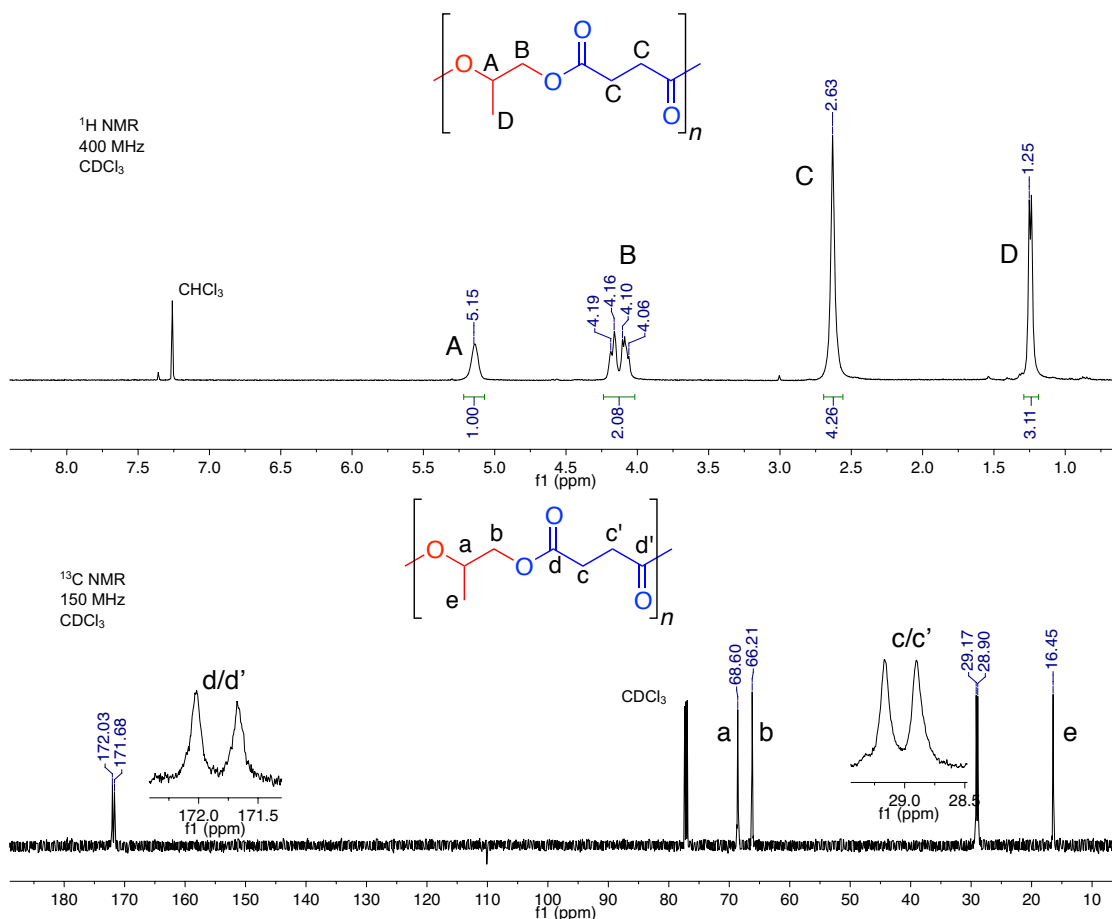 O
A
B
O
O
C
C
O
D
n
¹H NMR
400 MHz
CDCl₃
CHCl₃
A
5.15
B
4.19
4.16
4.10
4.06
C
2.63
D
1.25
1.00
2.08
4.26
3.11
8.0 7.5 7.0 6.5 6.0 5.5 5.0 4.5 4.0 3.5 3.0 2.5 2.0 1.5 1.0
f1 (ppm)
O
a
b
O
O
d
c
c'
d'
O
e
n
¹³C NMR
150 MHz
CDCl₃
172.03
171.68
d/d’
172.0 171.5
f1 (ppm)
CDCl₃
68.60
66.21
a
b
c/c’
29.0 28.5
f1 (ppm)
29.17
28.90
16.45
e
180 170 160 150 140 130 120 110 100 90 80 70 60 50 40 30 20 10
f1 (ppm)